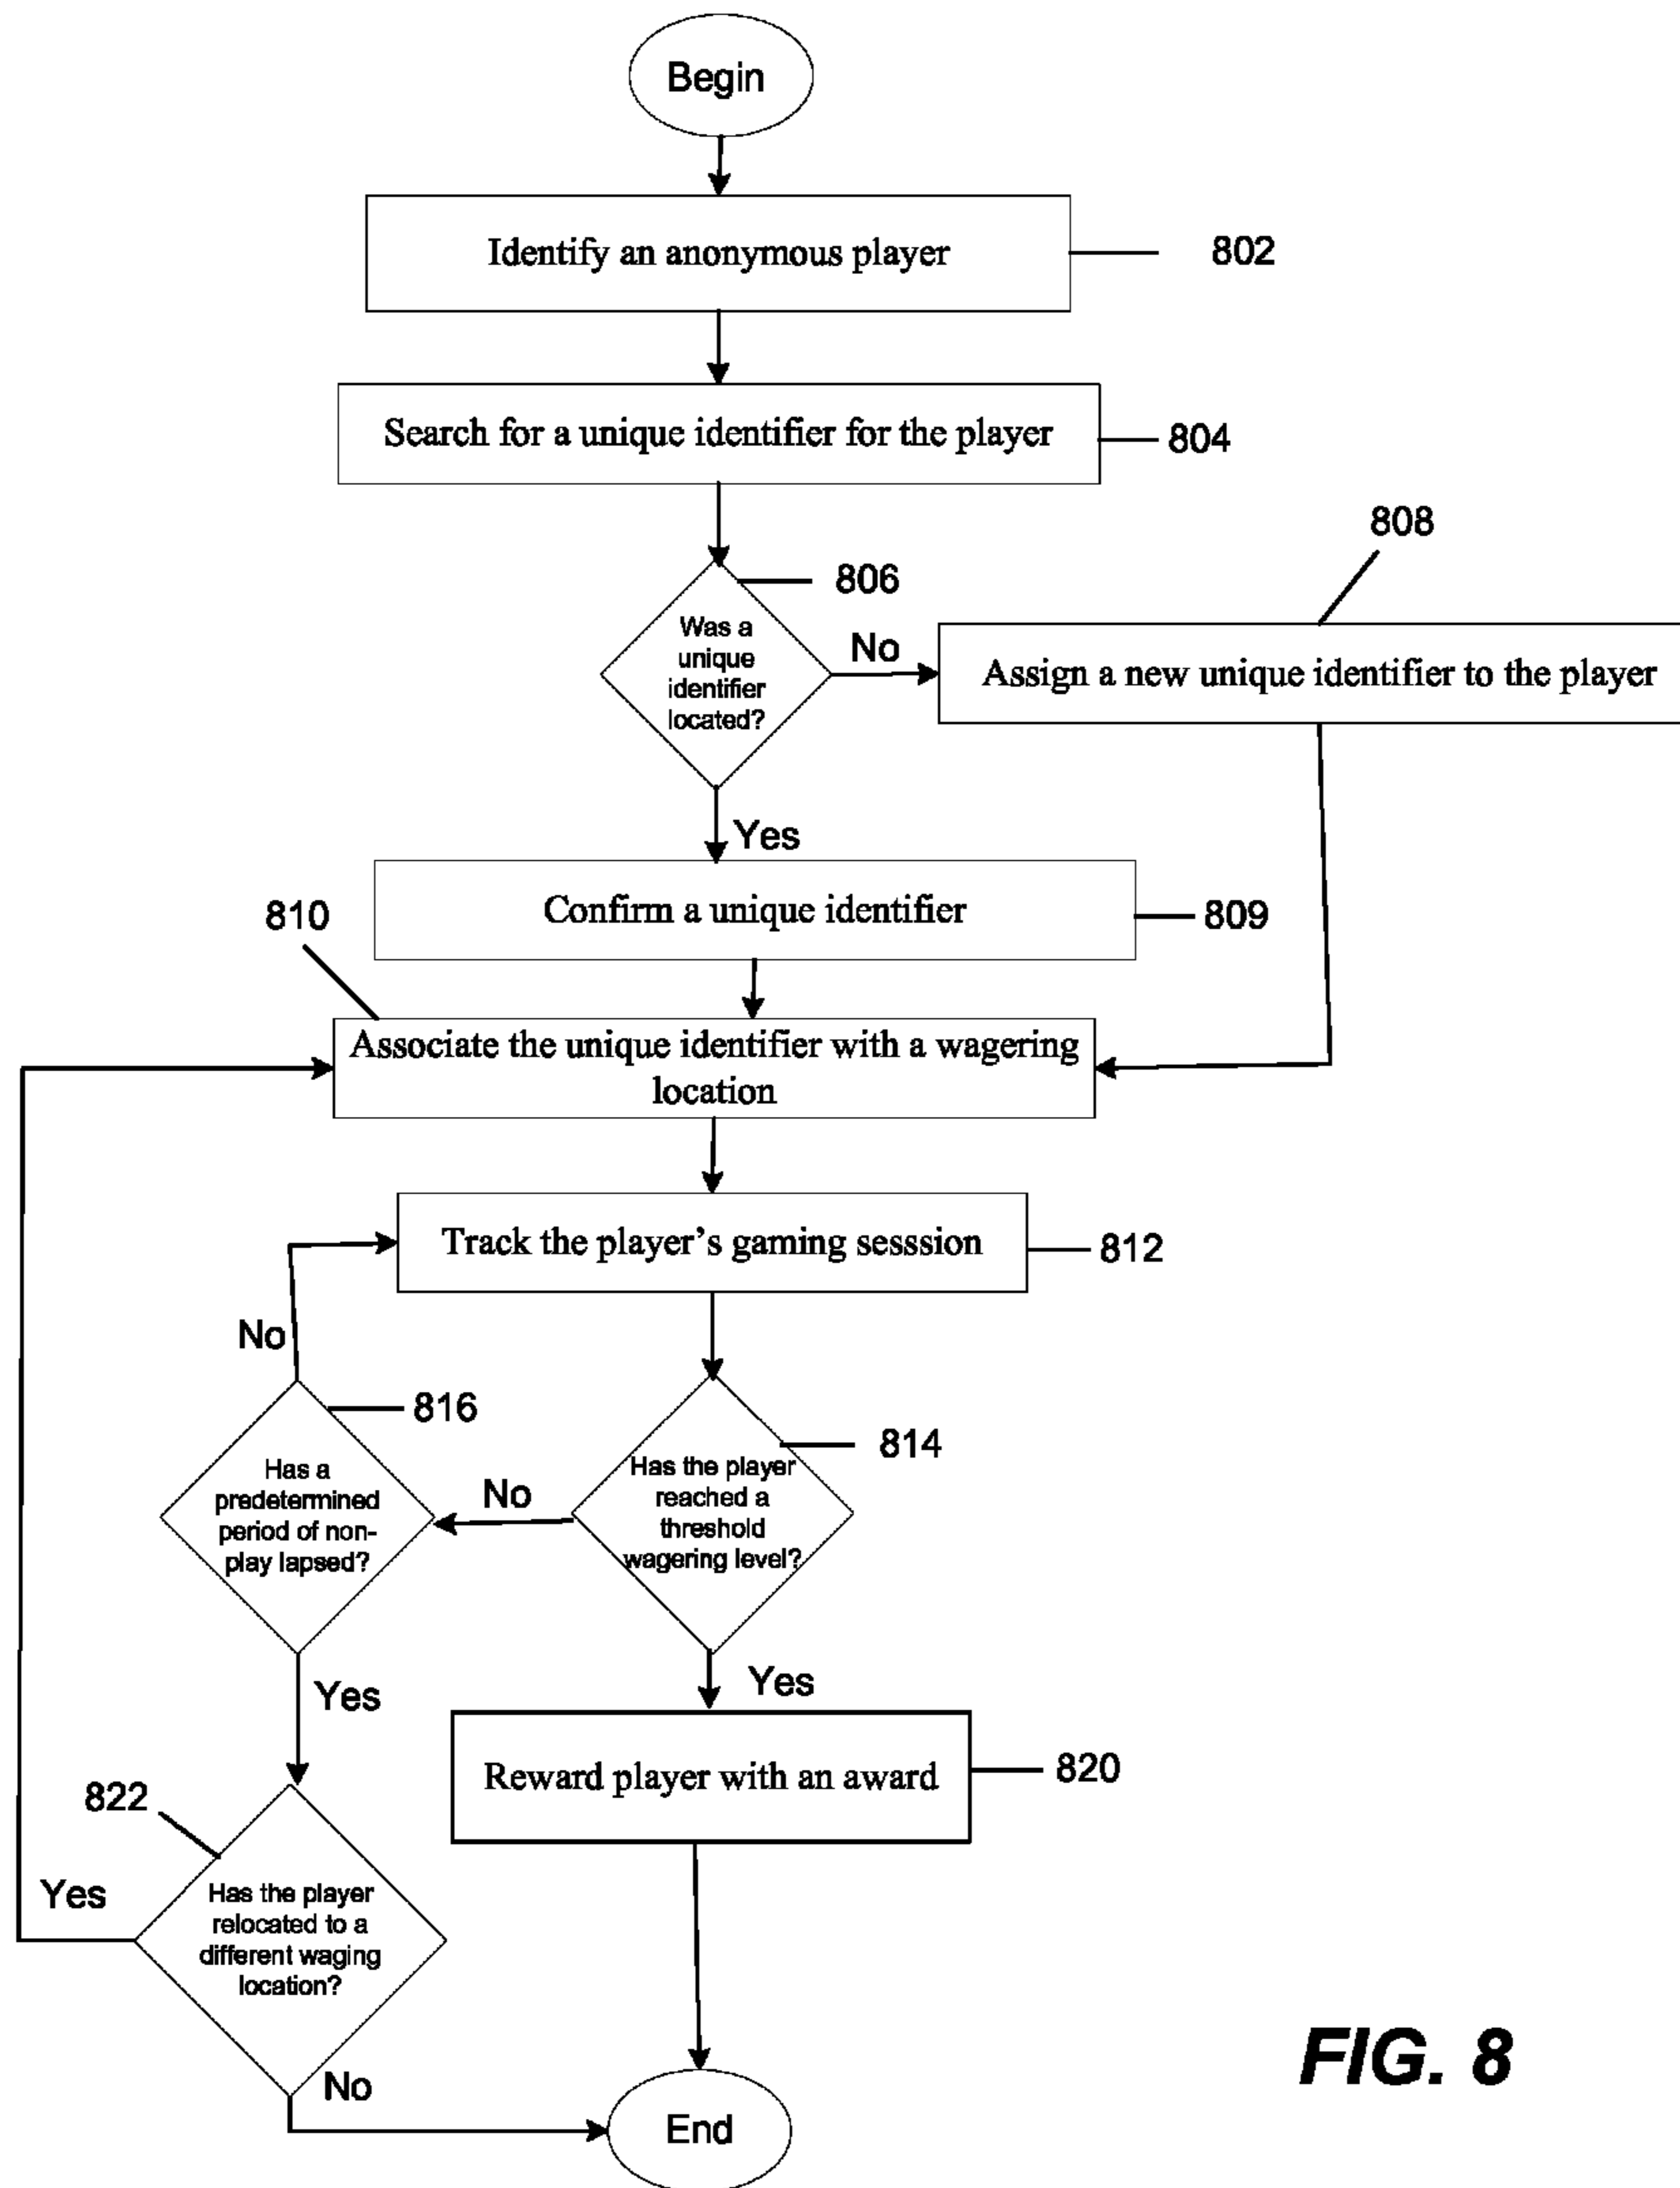 Begin
Identify an anonymous player
802
Search for a unique identifier for the player
804
808
806
Was a
unique
identifier
located?
No
Assign a new unique identifier to the player
Yes
Confirm a unique identifier
809
810
Associate the unique identifier with a wagering
location
Track the player's gaming sesssion
812
No
816
814
Has a
predetermined
period of non-
play lapsed?
No
Has the player
reached a
threshold
wagering level?
Yes
Yes
Reward player with an award
820
822
Yes
Has the player
relocated to a
different waging
location?
No
End
FIG. 8